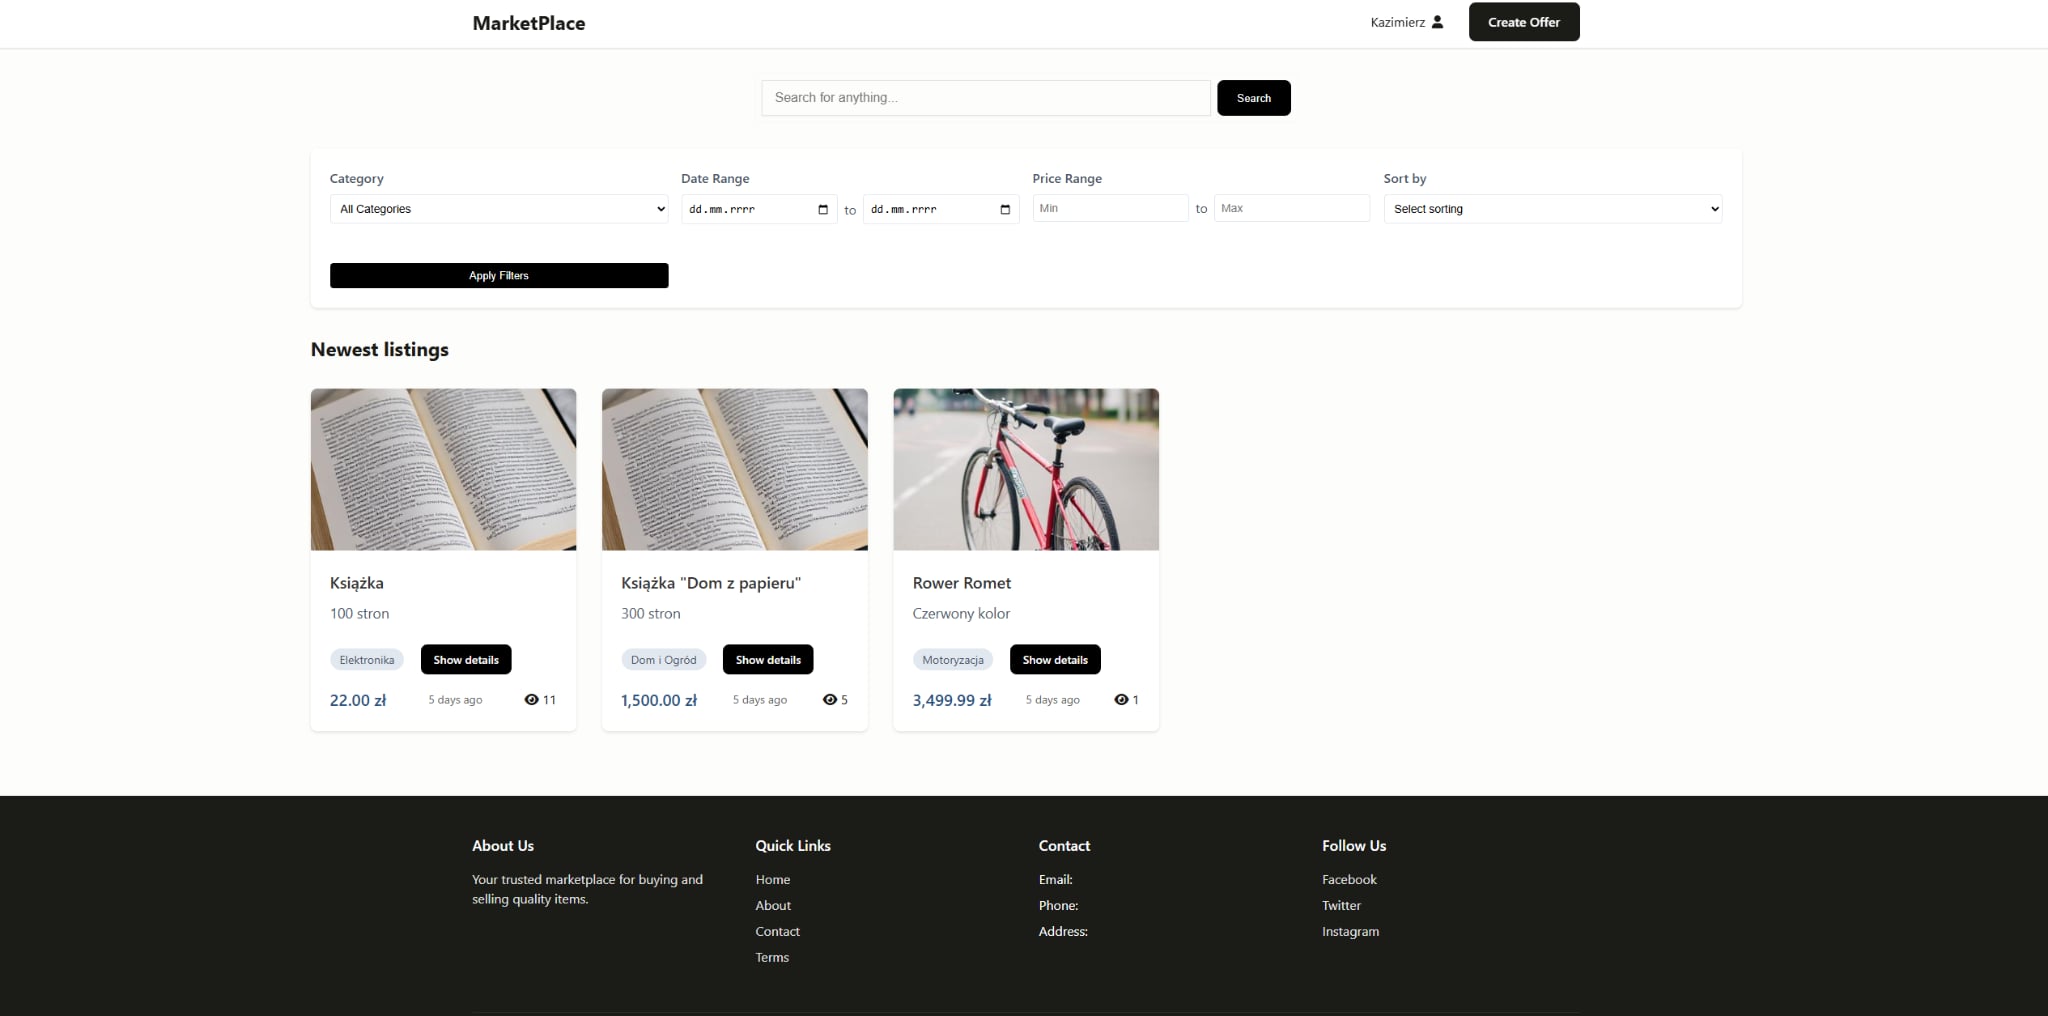 MarketPlace
Kazimierz
Create Offer
Search for anything...
Search
Category
Date Range
Price Range
Sort by
All Categories
dd.mm.rrrr
to
dd.mm.rrrr
Min
to
Max
Select sorting
Apply Filters
Newest listings
Książka
100 stron
Elektronika
Show details
22.00 zł
5 days ago
11
Książka "Dom z papieru"
300 stron
Dom i Ogród
Show details
1,500.00 zł
5 days ago
5
Rower Romet
Czerwony kolor
Motoryzacja
Show details
3,499.99 zł
5 days ago
1
About Us
Your trusted marketplace for buying and
selling quality items.
Quick Links
Home
About
Contact
Terms
Contact
Email:
Phone:
Address:
Follow Us
Facebook
Twitter
Instagram